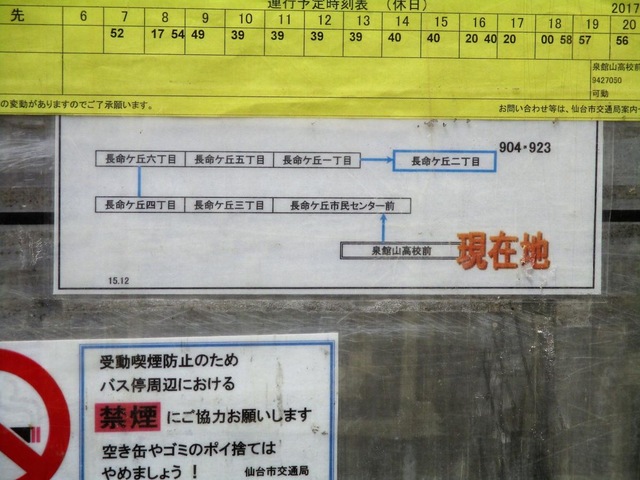 運行予定時刻表 (休日) 2017
先 6 7 8 9 10 11 12 13 14 15 16 17 18 19 20
52 17 54 49 39 39 39 39 40 40 20 40 20 00 58 57 56
泉館山高校前
9427050
可動
の変動がありますのでご了承願います。
お問い合わせ等は、仙台市交通局案内
904・923
長命ケ丘六丁目 長命ケ丘五丁目 長命ケ丘一丁目 長命ケ丘二丁目
長命ケ丘四丁目 長命ケ丘三丁目 長命ケ丘市民センター前
泉館山高校前 現在地
15.12
受動喫煙防止のため
バス停周辺における
禁煙 にご協力お願いします
空き缶やゴミのポイ捨ては
やめましょう! 仙台市交通局